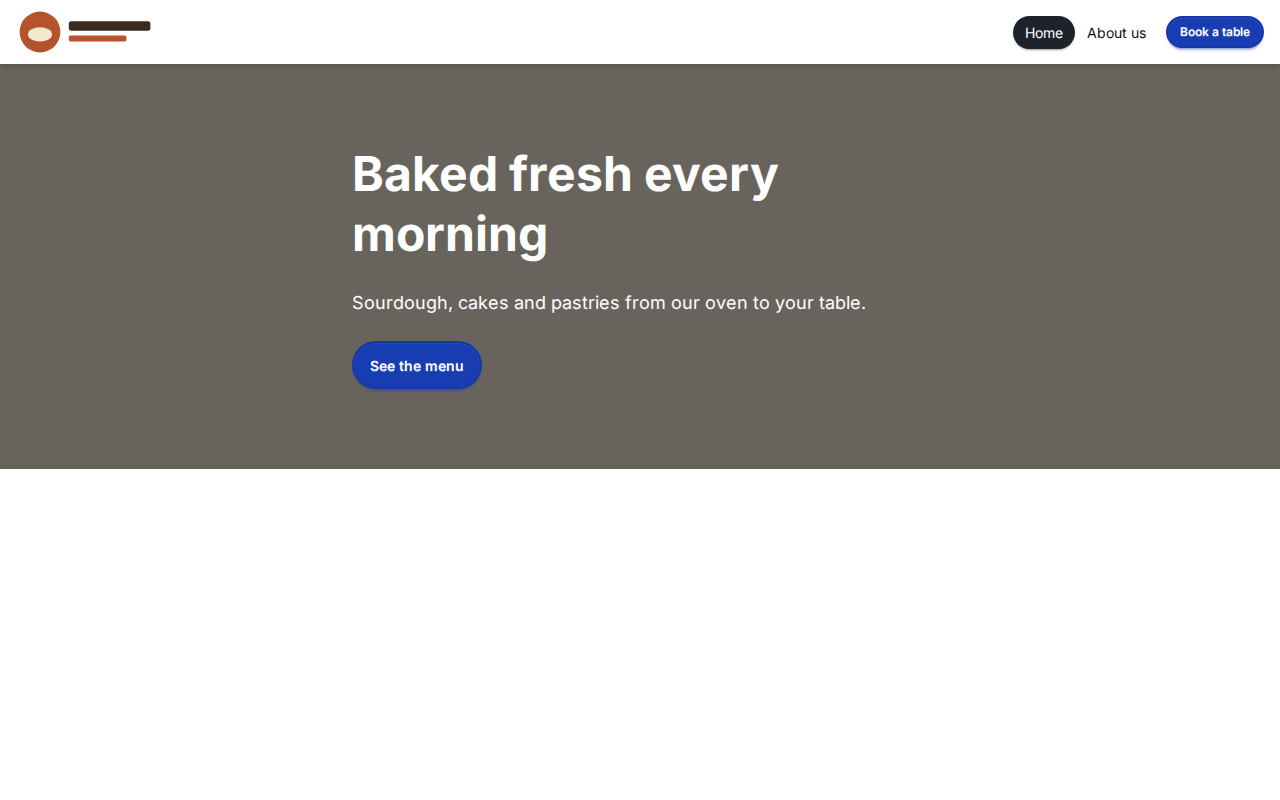 Home
About us
Book a table
Baked fresh every
morning
Sourdough, cakes and pastries from our oven to your table.
See the menu